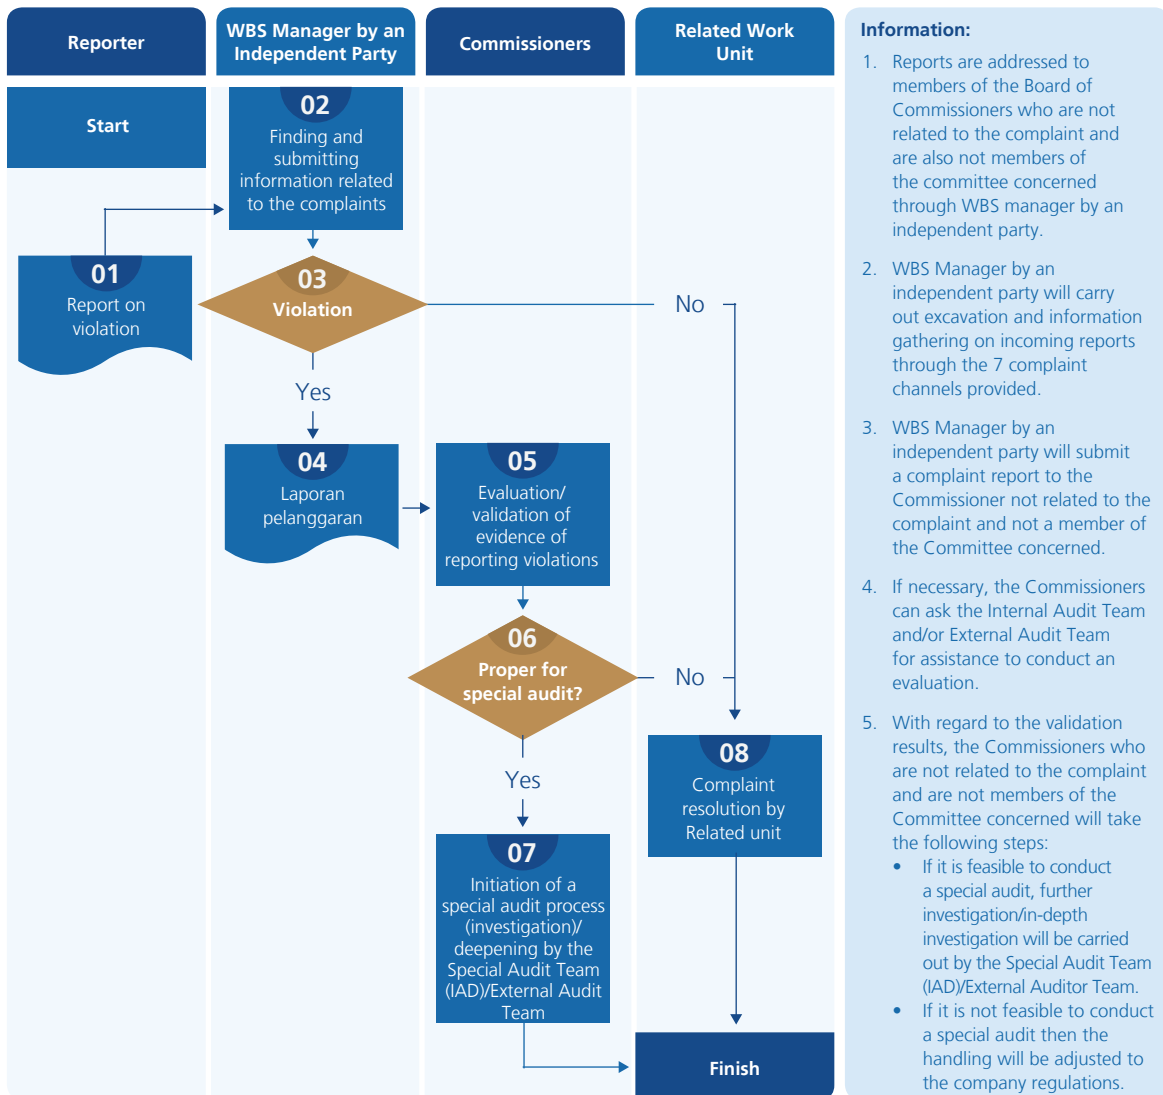 Reporter
WBS Manager by an
Independent Party
Commissioners
Related Work
Unit
Start
02
Finding and
submitting
information related
to the complaints
01
Report on
violation
03
Violation
No
Yes
04
Laporan
pelanggaran
05
Evaluation/
validation of
evidence of
reporting violations
06
Proper for
special audit?
No
Yes
08
Complaint
resolution by
Related unit
07
Initiation of a
special audit process
(investigation)/
deepening by the
Special Audit Team
(IAD)/External Audit
Team
Finish
Information:
1. Reports are addressed to
members of the Board of
Commissioners who are not
related to the complaint and
are also not members of
the committee concerned
through WBS manager by an
independent party.
2. WBS Manager by an
independent party will carry
out excavation and information
gathering on incoming reports
through the 7 complaint
channels provided.
3. WBS Manager by an
independent party will submit
a complaint report to the
Commissioner not related to the
complaint and not a member of
the Committee concerned.
4. If necessary, the Commissioners
can ask the Internal Audit Team
and/or External Audit Team
for assistance to conduct an
evaluation.
5. With regard to the validation
results, the Commissioners who
are not related to the complaint
and are not members of the
Committee concerned will take
the following steps:
• If it is feasible to conduct
a special audit, further
investigation/in-depth
investigation will be carried
out by the Special Audit Team
(IAD)/External Auditor Team.
• If it is not feasible to conduct
a special audit then the
handling will be adjusted to
the company regulations.